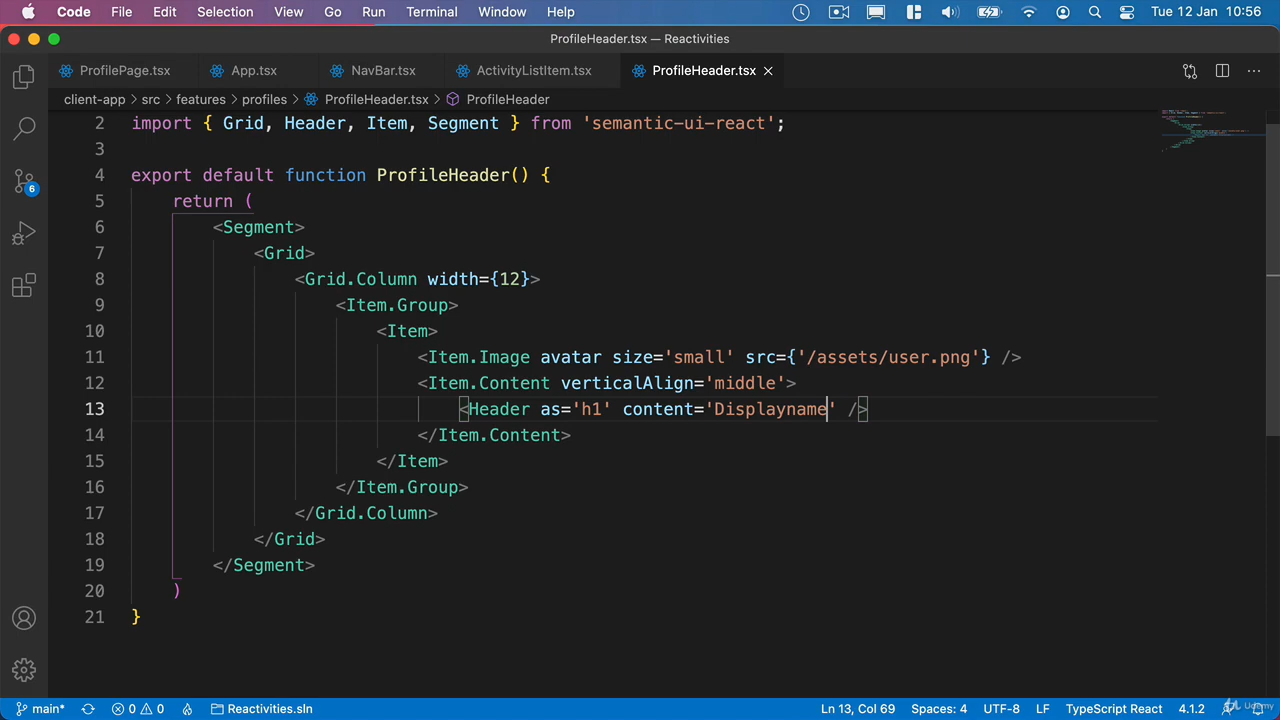 Code File Edit Selection View Go Run Terminal Window Help Tue 12 Jan 10:56
ProfileHeader.tsx — Reactivities
ProfilePage.tsx App.tsx NavBar.tsx ActivityListItem.tsx ProfileHeader.tsx
client-app › src › features › profiles › ProfileHeader.tsx › ProfileHeader
2 import { Grid, Header, Item, Segment } from 'semantic-ui-react';
3
4 export default function ProfileHeader() {
5 return (
6 <Segment>
7 <Grid>
8 <Grid.Column width={12}>
9 <Item.Group>
10 <Item>
11 <Item.Image avatar size='small' src={'/assets/user.png'} />
12 <Item.Content verticalAlign='middle'>
13 <Header as='h1' content='Displayname' />
14 </Item.Content>
15 </Item>
16 </Item.Group>
17 </Grid.Column>
18 </Grid>
19 </Segment>
20 )
21 }
6
main* 0 0 Reactivities.sln Ln 13, Col 69 Spaces: 4 UTF-8 LF TypeScript React 4.1.2
Udemy